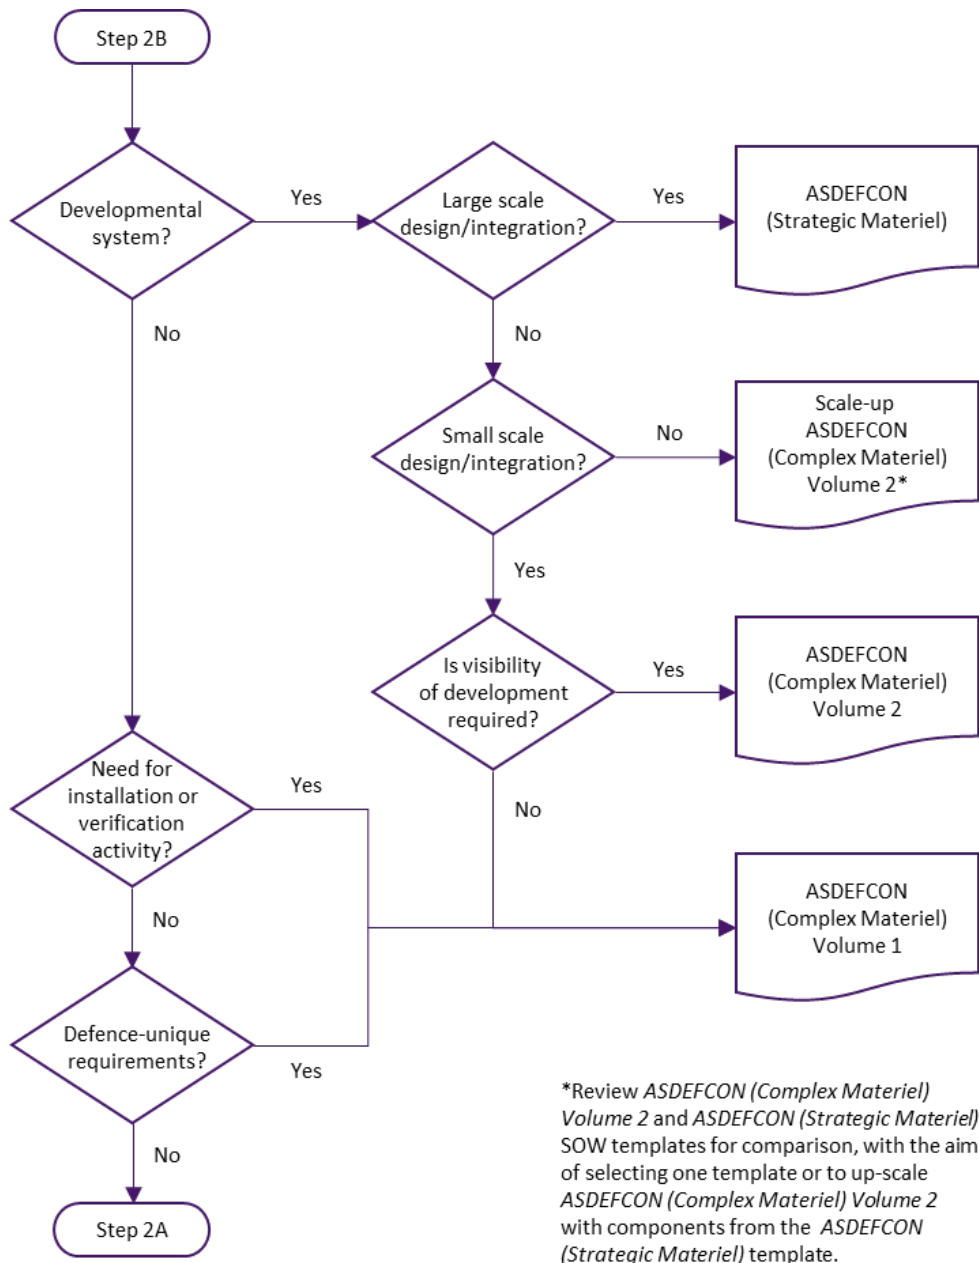 Step 2B
Developmental
system?
Yes
Large scale
design/integration?
Yes
ASDEFCON
(Strategic Materiel)
No
No
Small scale
design/integration?
No
Scale-up
ASDEFCON
(Complex Materiel)
Volume 2*
Yes
Is visibility
of development
required?
Yes
ASDEFCON
(Complex Materiel)
Volume 2
Need for
installation or
verification
activity?
Yes
No
ASDEFCON
(Complex Materiel)
Volume 1
No
Defence-unique
requirements?
Yes
No
Step 2A
*Review ASDEFCON (Complex Materiel)
Volume 2 and ASDEFCON (Strategic Materiel)
SOW templates for comparison, with the aim
of selecting one template or to up-scale
ASDEFCON (Complex Materiel) Volume 2
with components from the ASDEFCON
(Strategic Materiel) template.